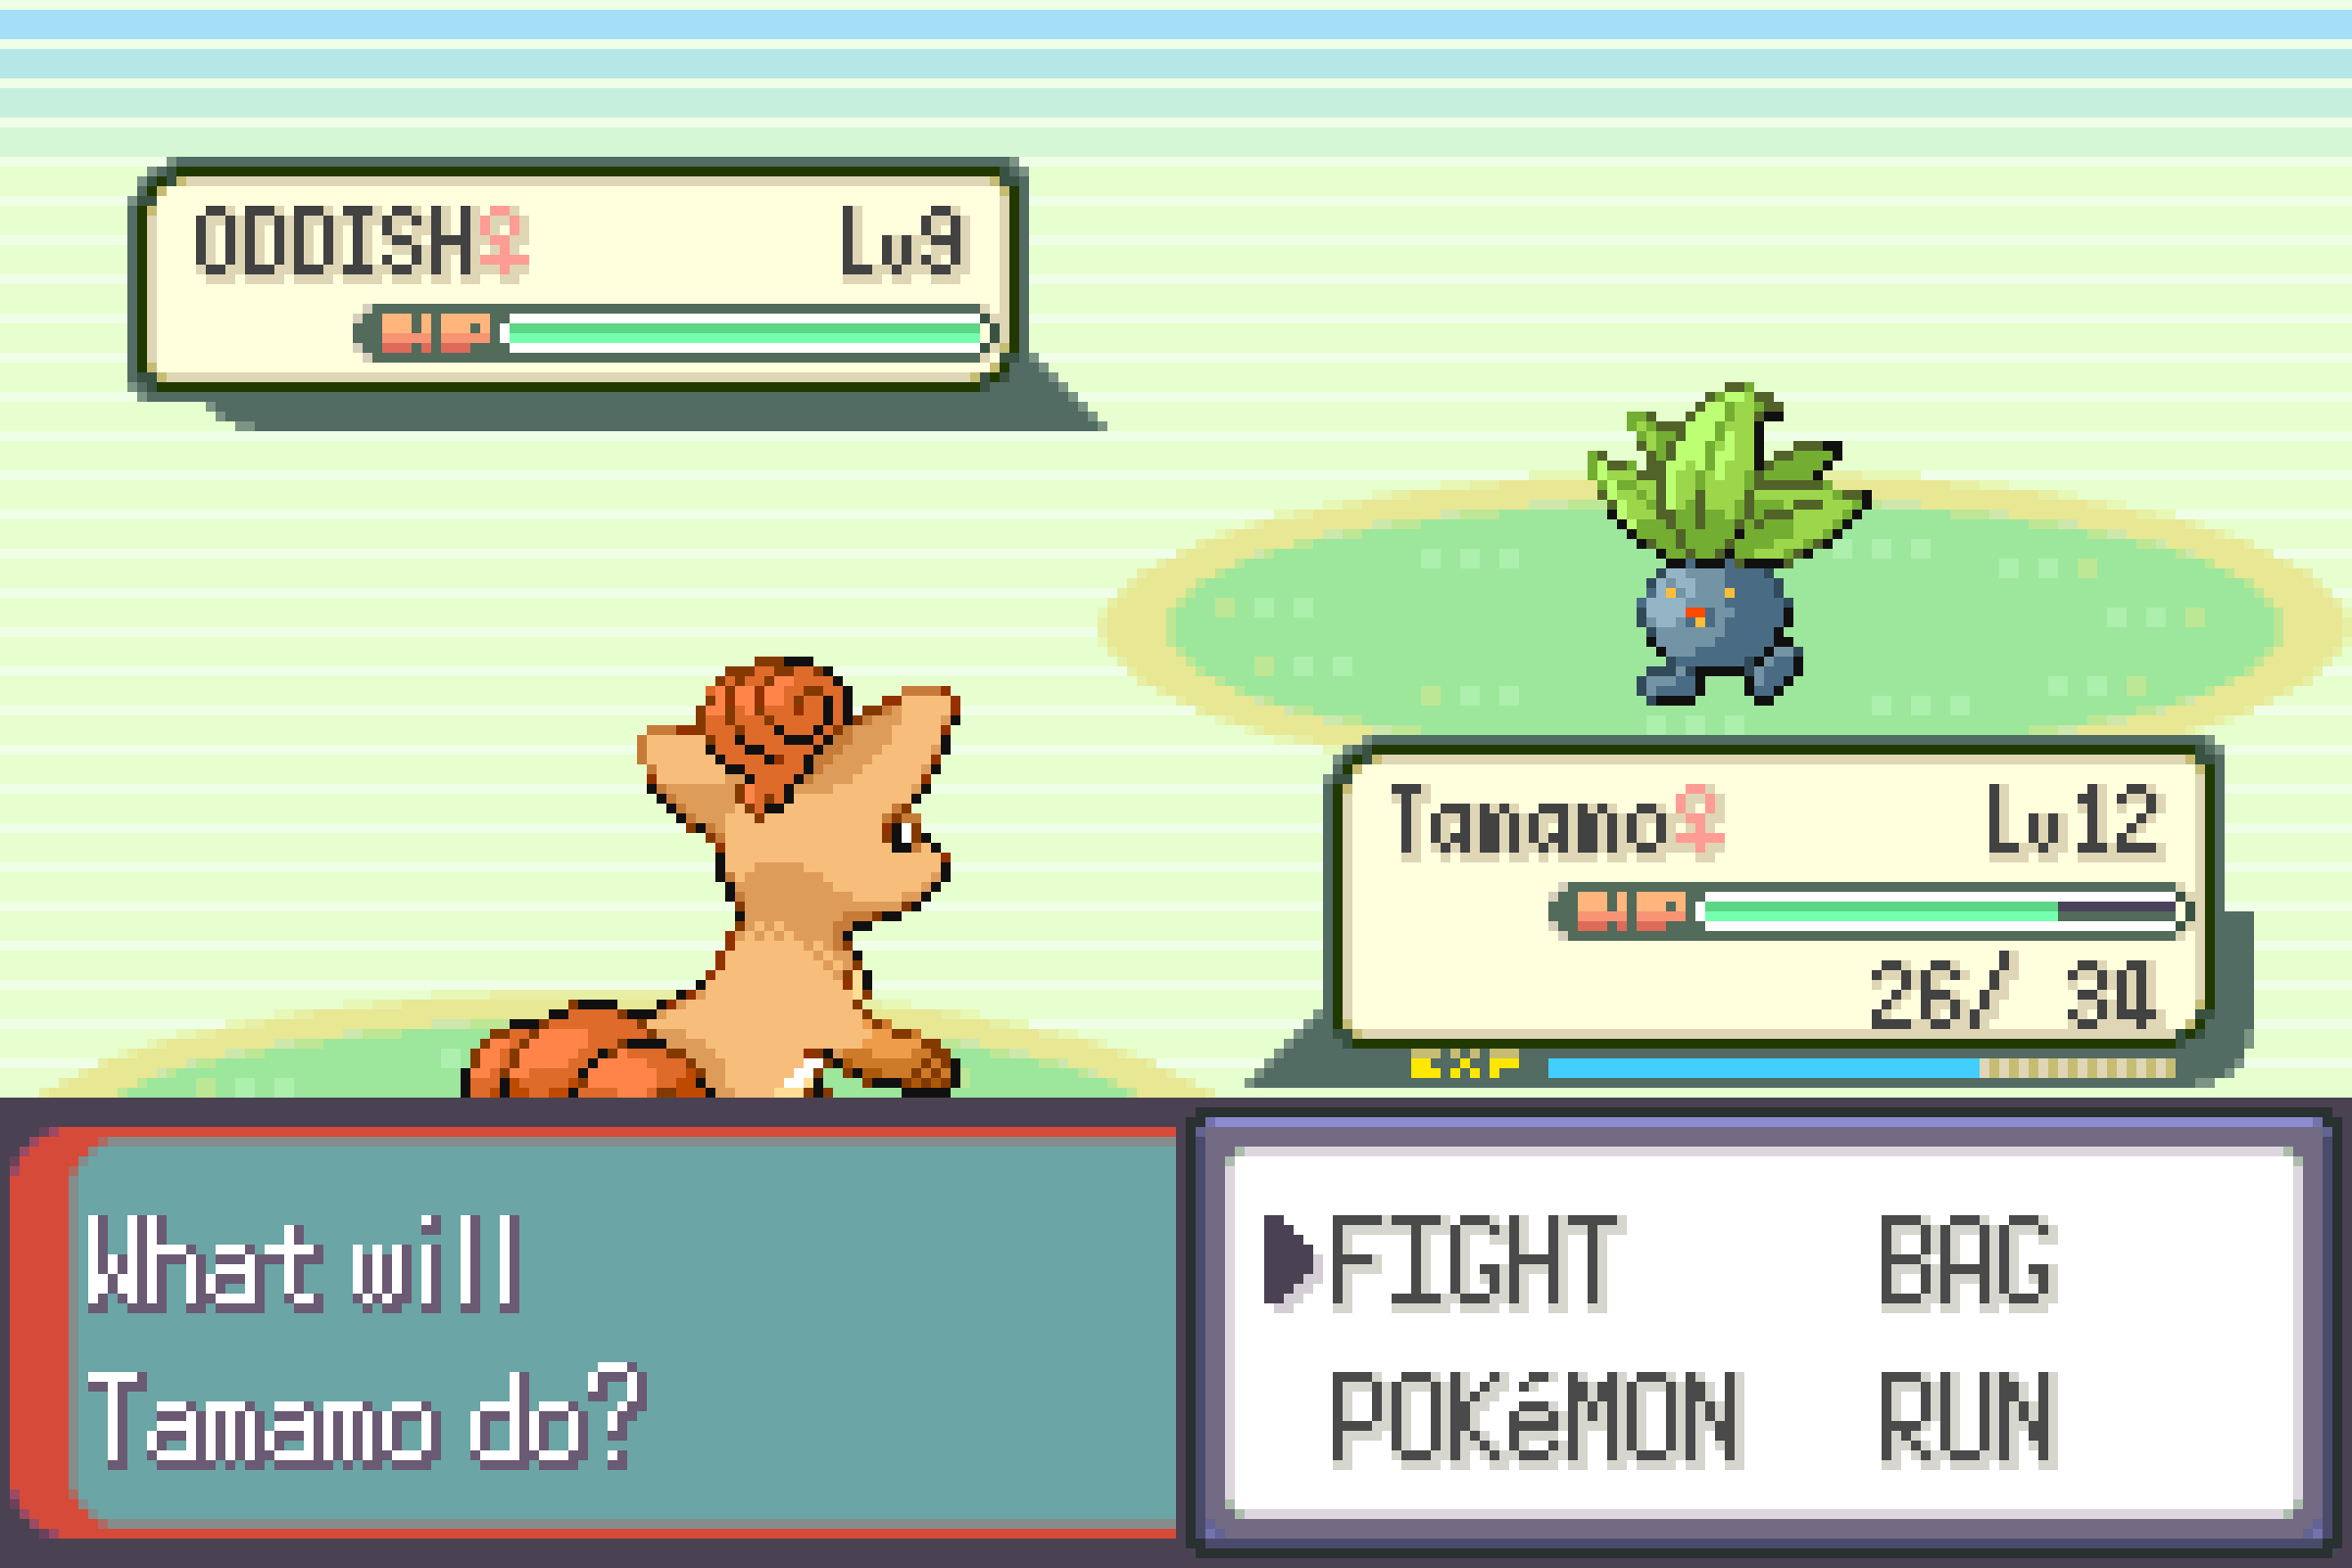 ODDISH♀ Lv9
HP
Tamamo♀ Lv12
HP
26/ 34
EXP
What will
Tamamo do?
FIGHT BAG
POKéMON RUN